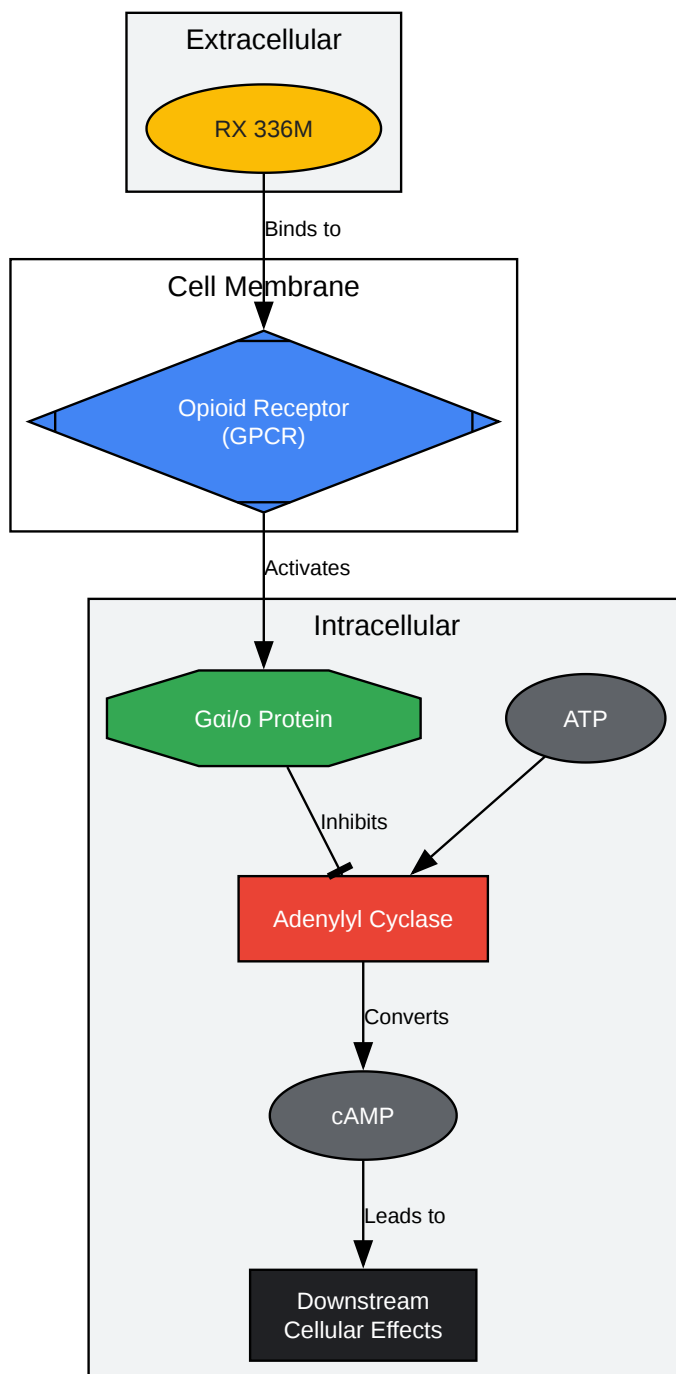 Extracellular
RX 336M
Binds to
Cell Membrane
Opioid Receptor
(GPCR)
Activates
Intracellular
Gαi/o Protein
ATP
Inhibits
Adenylyl Cyclase
Converts
cAMP
Leads to
Downstream
Cellular Effects